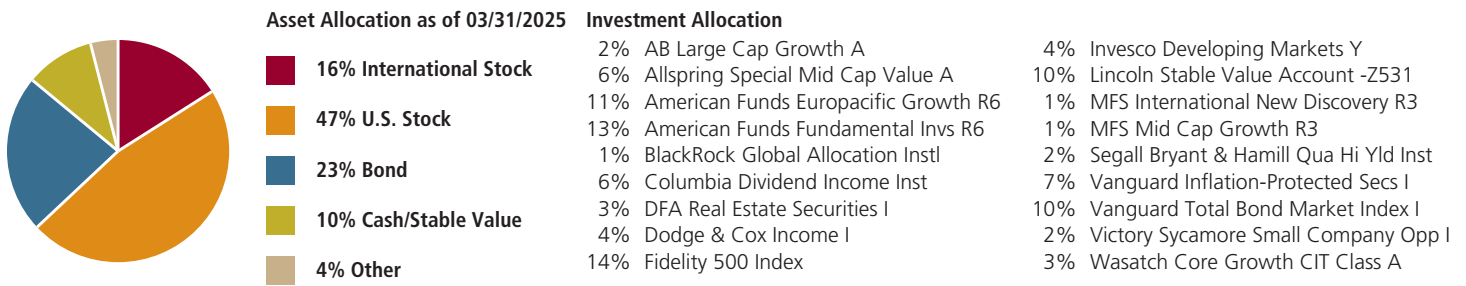 Asset Allocation as of 03/31/2025
16% International Stock
47% U.S. Stock
23% Bond
10% Cash/Stable Value
4% Other
Investment Allocation
2% AB Large Cap Growth A
6% Allspring Special Mid Cap Value A
11% American Funds Europacific Growth R6
13% American Funds Fundamental Invs R6
1% BlackRock Global Allocation Instl
6% Columbia Dividend Income Inst
3% DFA Real Estate Securities I
4% Dodge & Cox Income I
14% Fidelity 500 Index
4% Invesco Developing Markets Y
10% Lincoln Stable Value Account -Z531
1% MFS International New Discovery R3
1% MFS Mid Cap Growth R3
2% Segall Bryant & Hamill Qua Hi Yld Inst
7% Vanguard Inflation-Protected Secs I
10% Vanguard Total Bond Market Index I
2% Victory Sycamore Small Company Opp I
3% Wasatch Core Growth CIT Class A